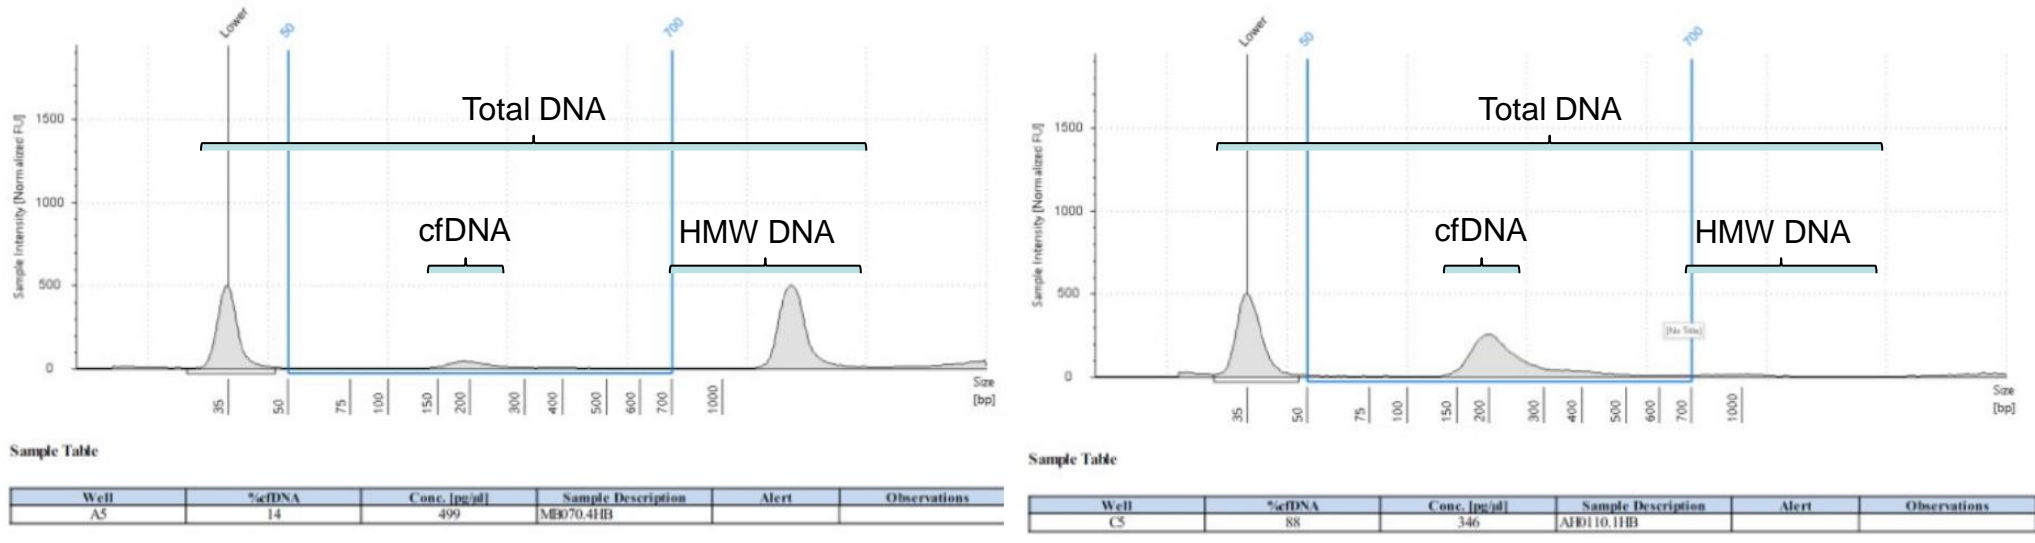 Lower
50
700
Total DNA
Sample Intensity [Normalized FU]
1500
1000
500
0
cfDNA
HMW DNA
35
50
75
100
150
200
300
400
500
600
700
1000
Size
[bp]
Sample Table
Well %cfDNA Conc. [pg/µl] Sample Description Alert Observations
A5 14 499 MB070.4HB
Lower
50
700
Total DNA
Sample Intensity [Normalized FU]
1500
1000
500
0
cfDNA
HMW DNA
[No Title]
35
50
75
100
150
200
300
400
500
600
700
1000
Size
[bp]
Sample Table
Well %cfDNA Conc. [pg/µl] Sample Description Alert Observations
C5 88 346 AH0110.1HB